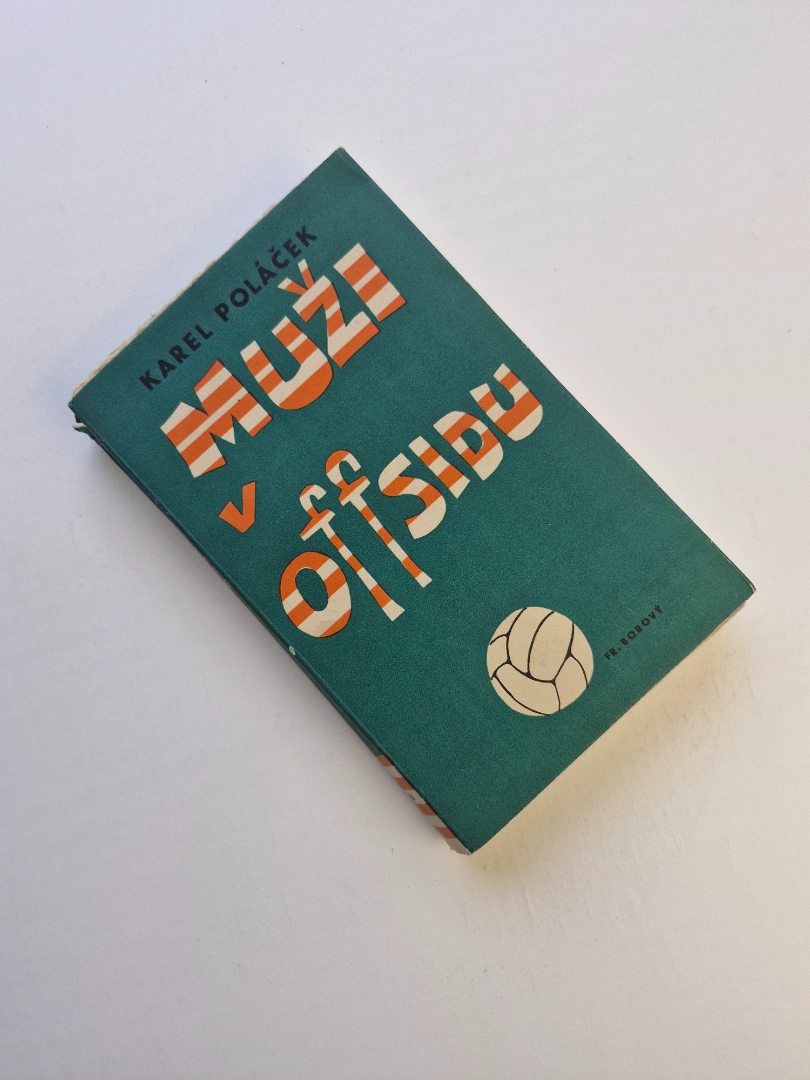 KAREL POLÁČEK
MUŽI
v
offSIDU
FR. BOROVÝ